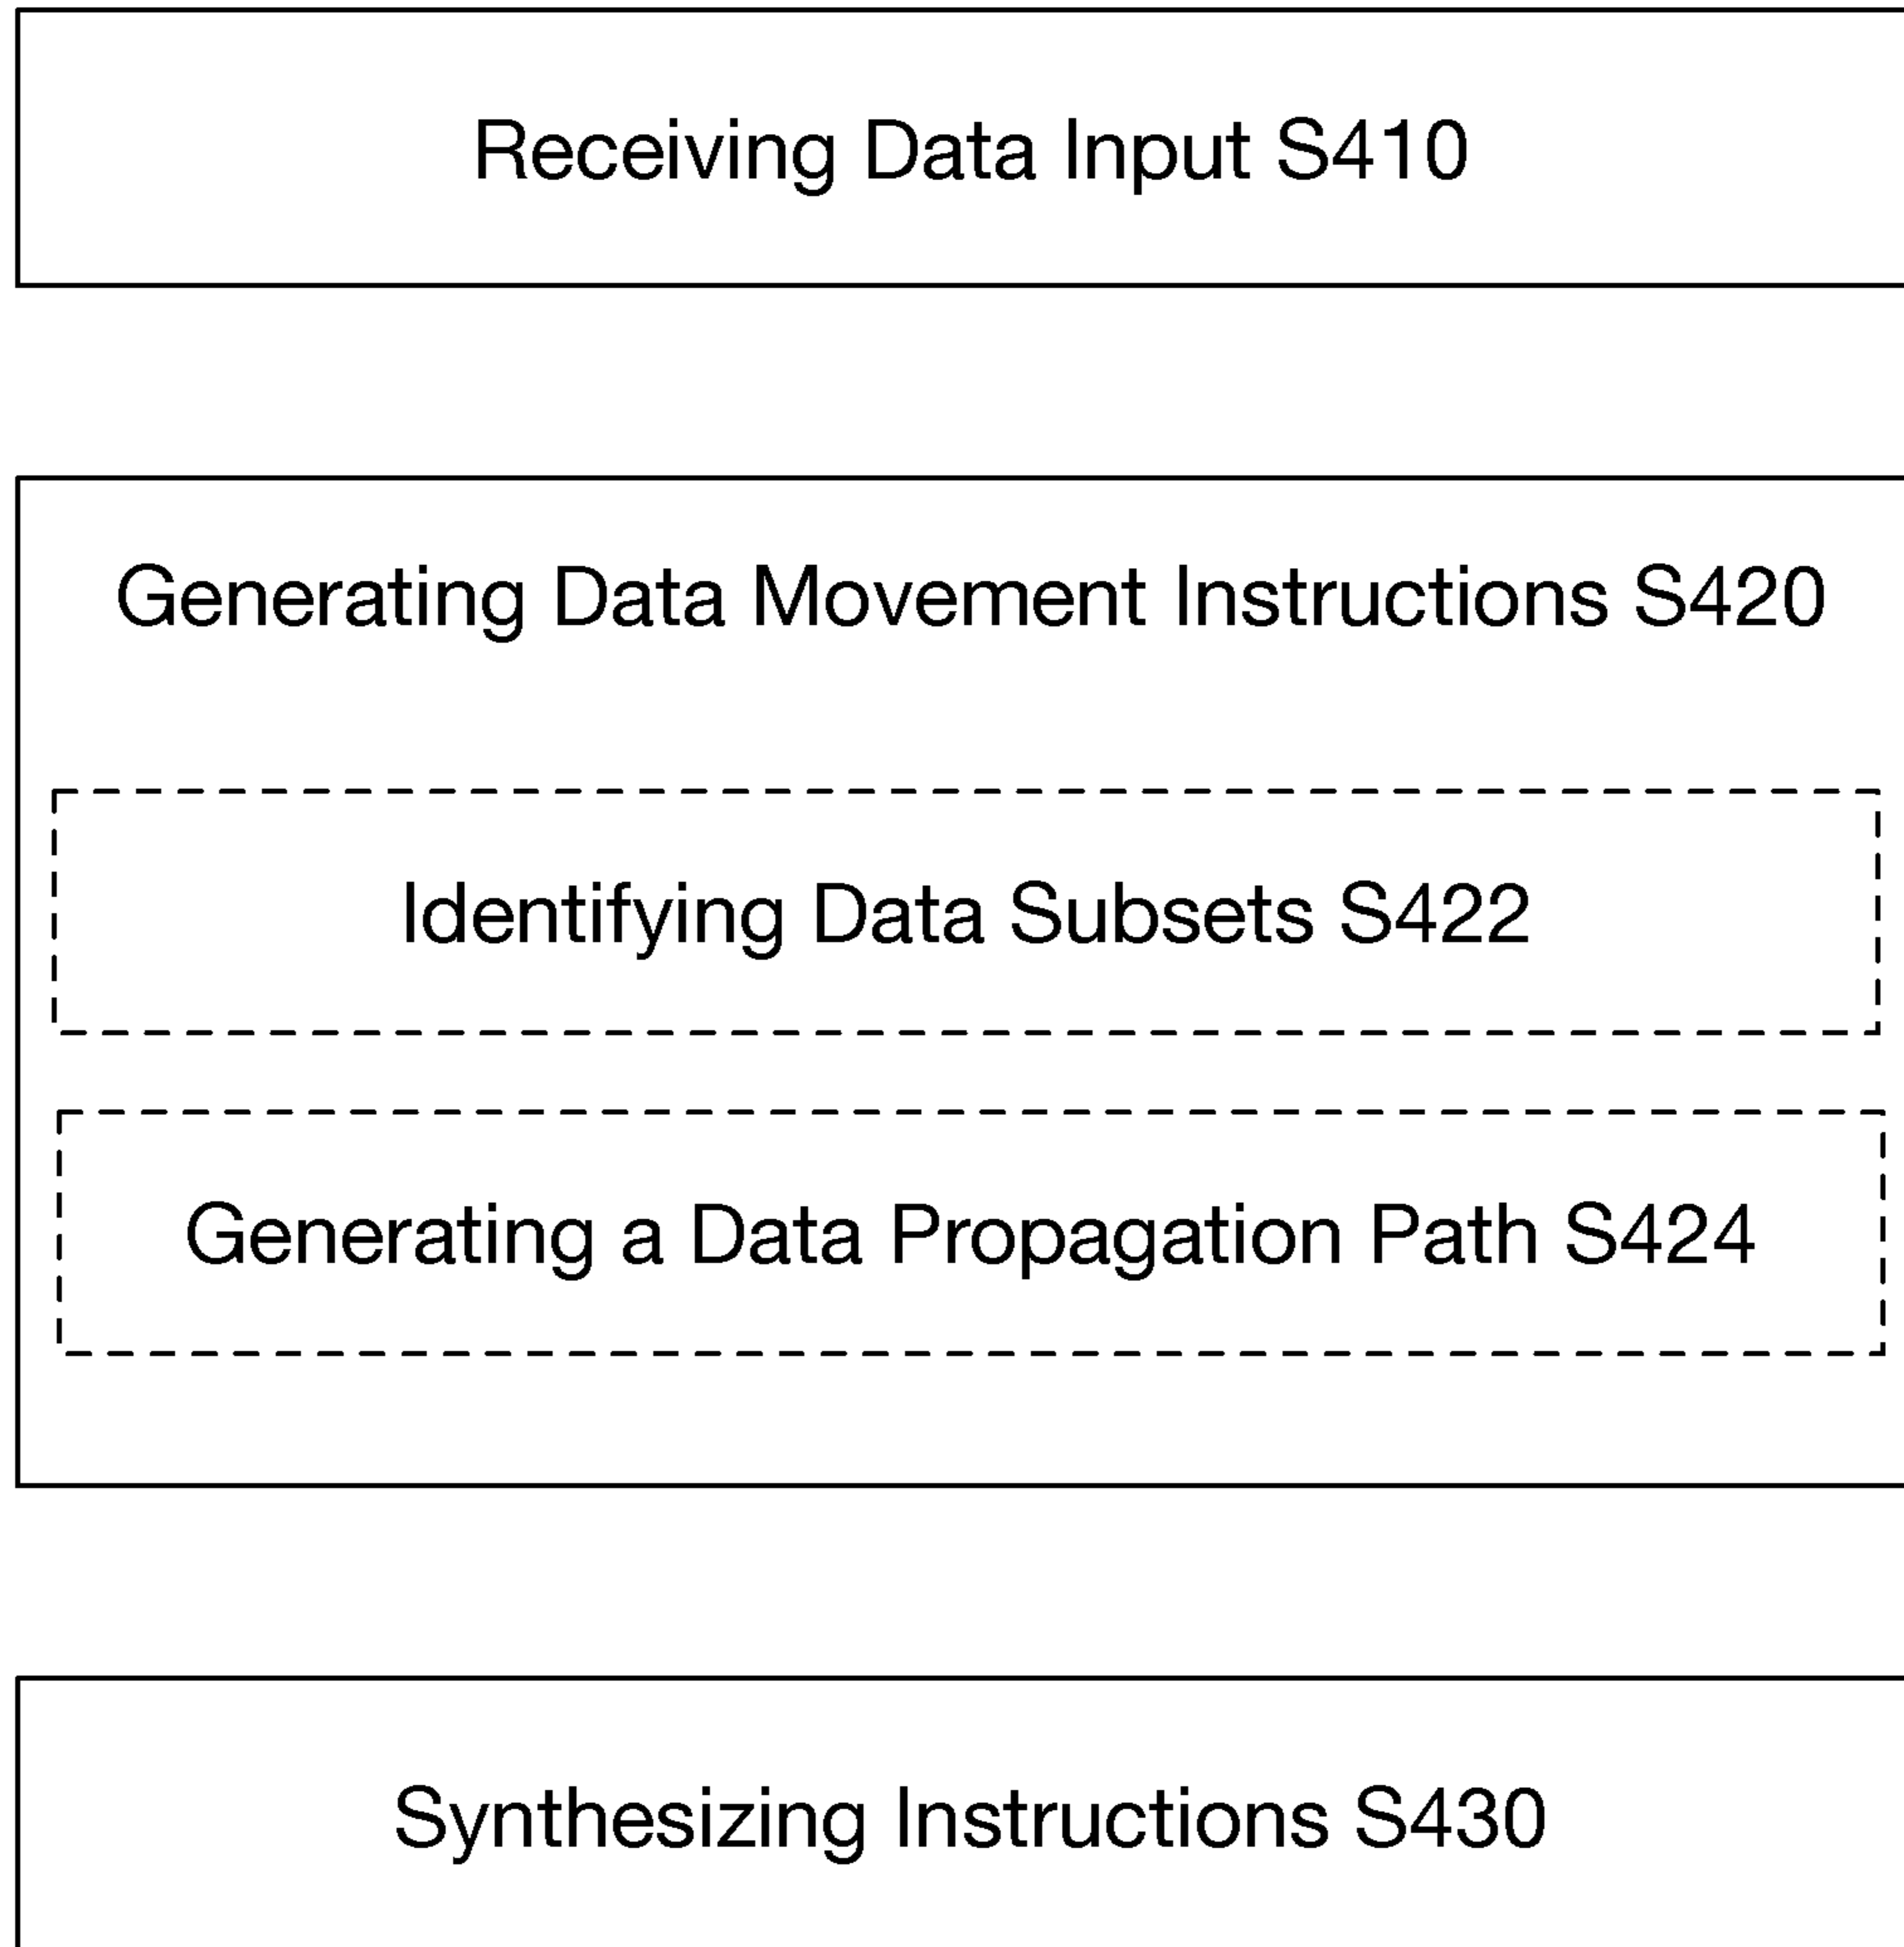 Receiving Data Input S410
Generating Data Movement Instructions S420
Identifying Data Subsets S422
Generating a Data Propagation Path S424
Synthesizing Instructions S430